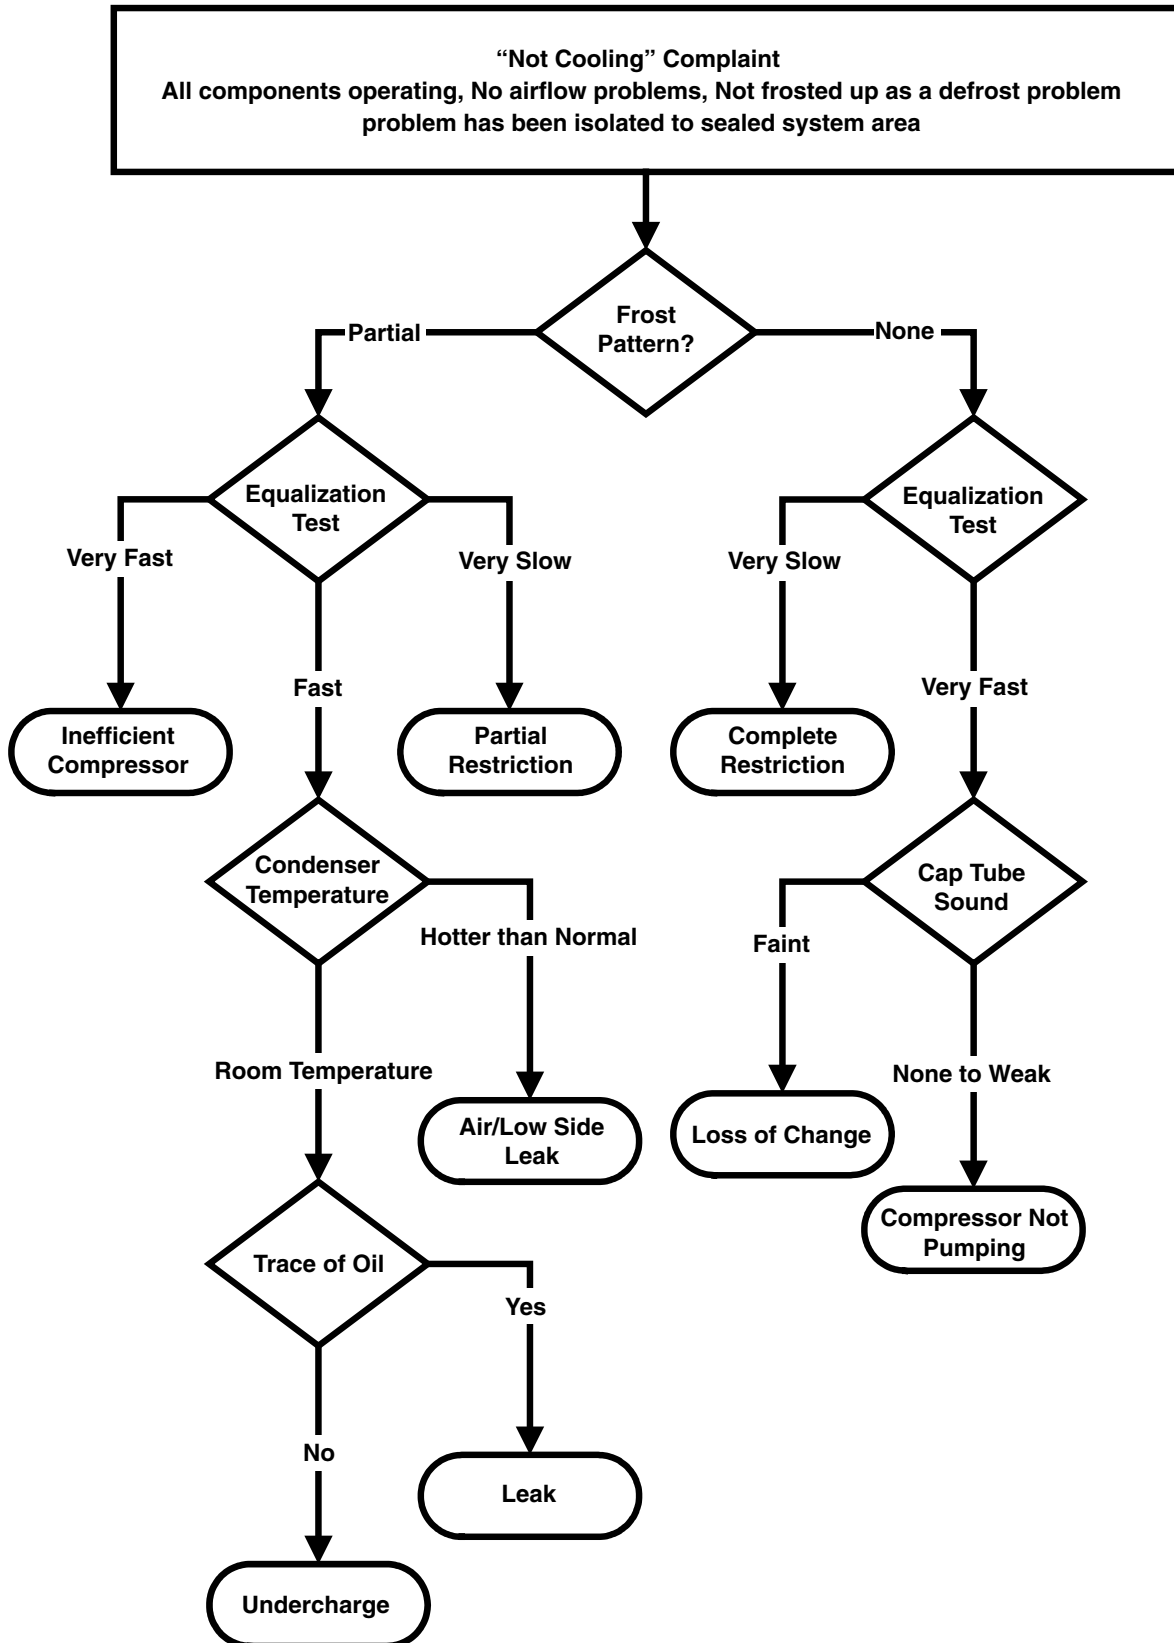 “Not Cooling” Complaint
All components operating, No airflow problems, Not frosted up as a defrost problem
problem has been isolated to sealed system area
Frost
Pattern?
Partial
None
Equalization
Test
Equalization
Test
Very Fast
Very Slow
Very Slow
Fast
Very Fast
Inefficient
Compressor
Partial
Restriction
Complete
Restriction
Condenser
Temperature
Cap Tube
Sound
Hotter than Normal
Faint
Room Temperature
None to Weak
Air/Low Side
Leak
Loss of Change
Compressor Not
Pumping
Trace of Oil
Yes
No
Leak
Undercharge